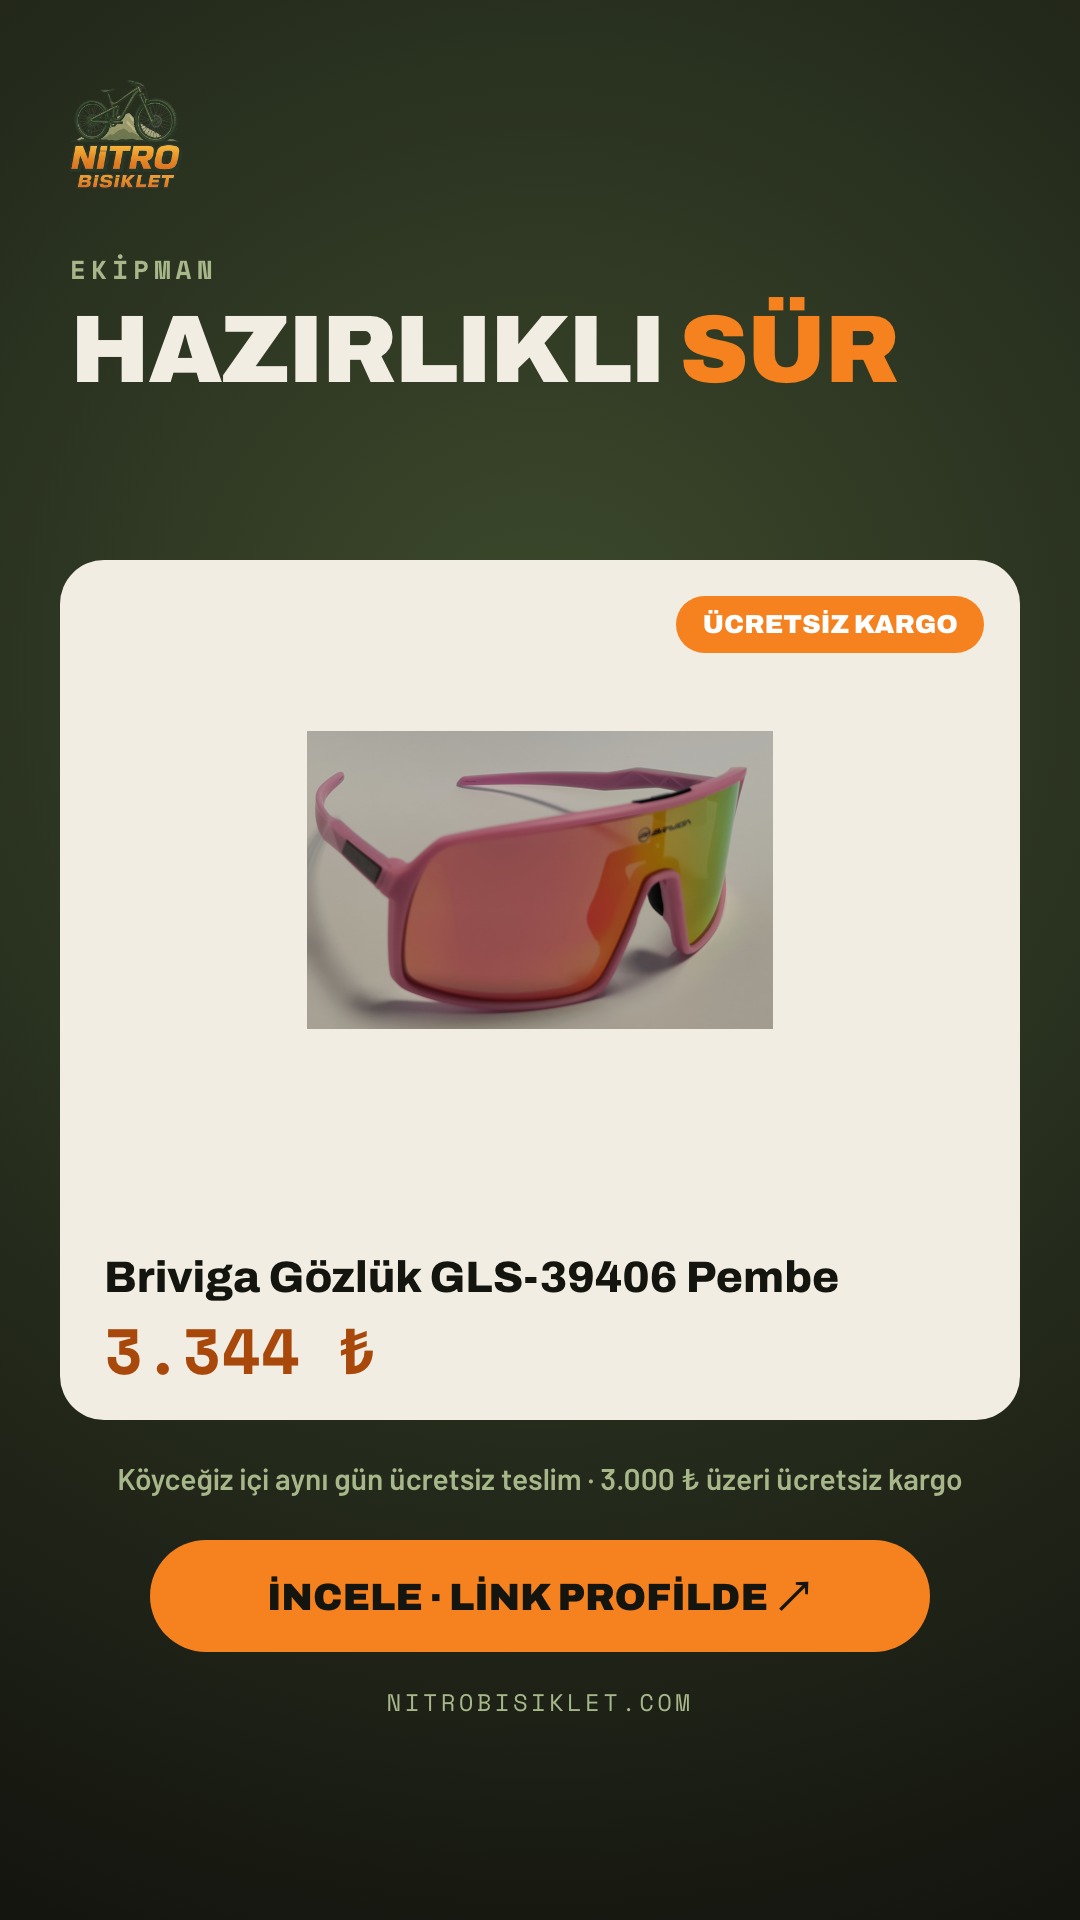 NiTRO
BiSiKLET
EKİPMAN
HAZIRLIKLI SÜR
ÜCRETSİZ KARGO
Briviga Gözlük GLS-39406 Pembe
3.344 ₺
Köyceğiz içi aynı gün ücretsiz teslim · 3.000 ₺ üzeri ücretsiz kargo
İNCELE · LİNK PROFİLDE ↗
NITROBISIKLET.COM